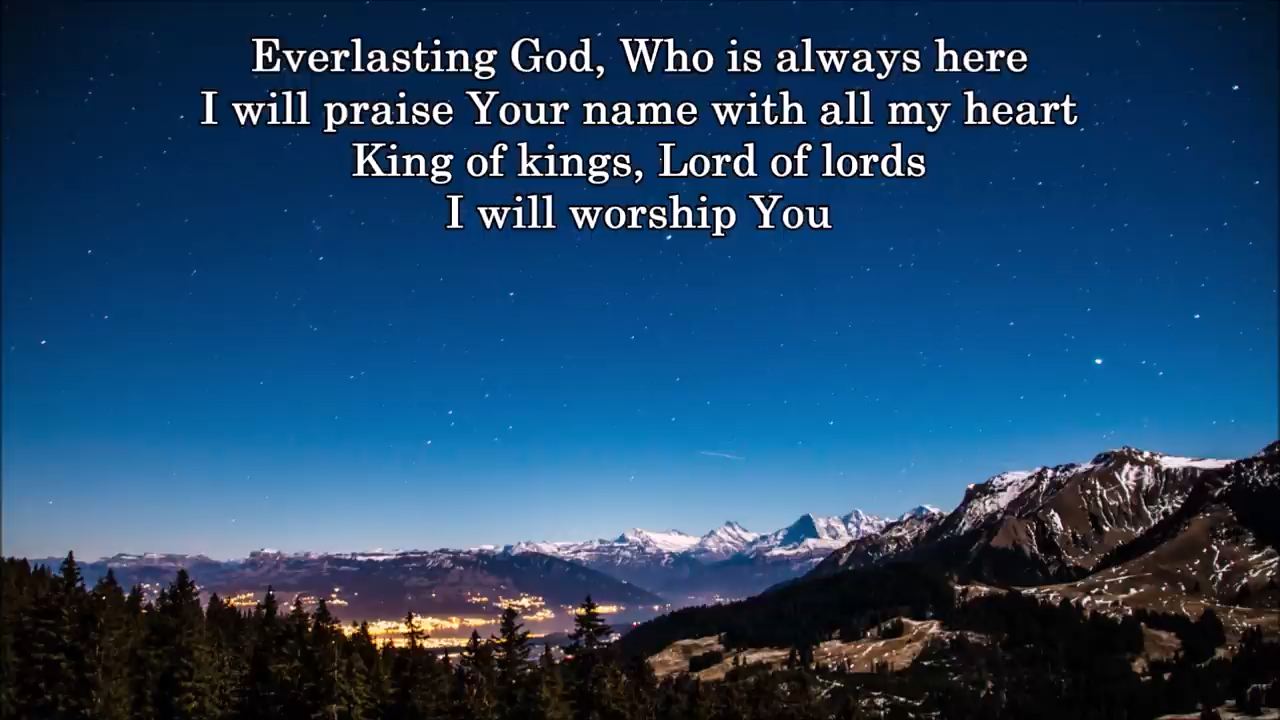 Everlasting God, Who is always here
I will praise Your name with all my heart
King of kings, Lord of lords
I will worship You